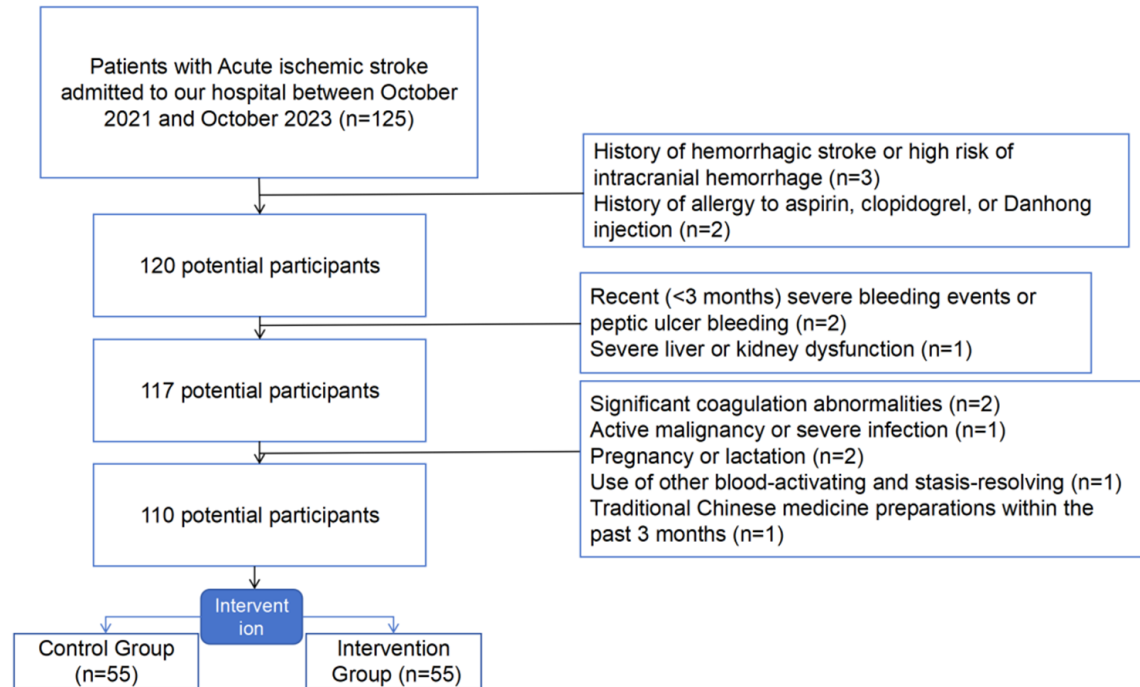 Patients with Acute ischemic stroke
admitted to our hospital between October
2021 and October 2023 (n=125)
History of hemorrhagic stroke or high risk of
intracranial hemorrhage (n=3)
History of allergy to aspirin, clopidogrel, or Danhong
injection (n=2)
120 potential participants
Recent (<3 months) severe bleeding events or
peptic ulcer bleeding (n=2)
Severe liver or kidney dysfunction (n=1)
117 potential participants
Significant coagulation abnormalities (n=2)
Active malignancy or severe infection (n=1)
Pregnancy or lactation (n=2)
Use of other blood-activating and stasis-resolving (n=1)
Traditional Chinese medicine preparations within the
past 3 months (n=1)
110 potential participants
Intervent
ion
Control Group
(n=55)
Intervention
Group (n=55)